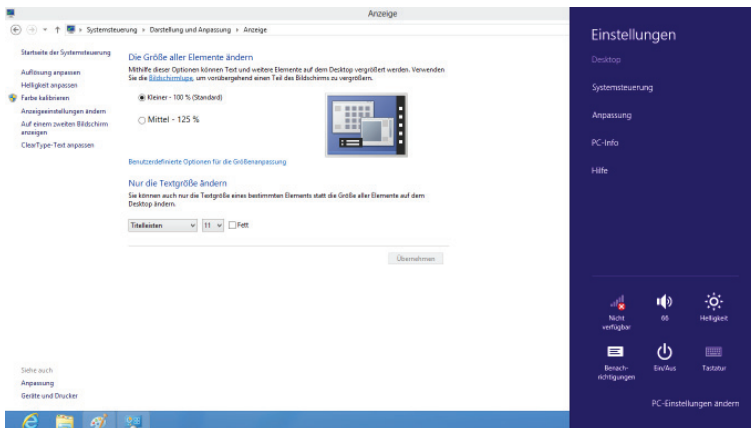 Anzeige
Systemsteuerung ▸ Darstellung und Anpassung ▸ Anzeige
Startseite der Systemsteuerung
Auflösung anpassen
Helligkeit anpassen
Farbe kalibrieren
Anzeigeeinstellungen ändern
Auf einem zweiten Bildschirm
anzeigen
ClearType-Text anpassen
Siehe auch
Anpassung
Geräte und Drucker
Die Größe aller Elemente ändern
Mithilfe dieser Optionen können Text und weitere Elemente auf dem Desktop vergrößert werden. Verwenden
Sie die Bildschirmlupe, um vorübergehend einen Teil des Bildschirms zu vergrößern.
Kleiner - 100 % (Standard)
Mittel - 125 %
Benutzerdefinierte Optionen für die Größenanpassung
Nur die Textgröße ändern
Sie können auch nur die Textgröße eines bestimmten Elements statt die Größe aller Elemente auf dem
Desktop ändern.
Titelleisten 11 Fett
Übernehmen
Einstellungen
Desktop
Systemsteuerung
Anpassung
PC-Info
Hilfe
Nicht
verfügbar
66
Helligkeit
Benach-
richtigungen
Ein/Aus
Tastatur
PC-Einstellungen ändern